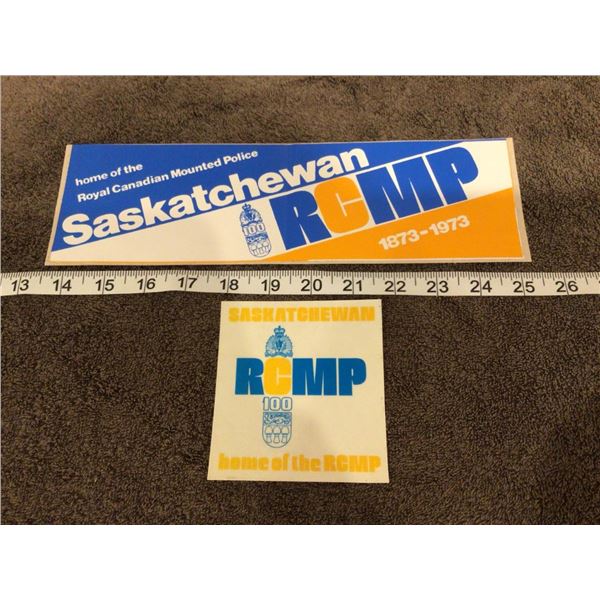 home of the
Royal Canadian Mounted Police
Saskatchewan
100
RCMP
1873-1973
13 14 15 16 17 18 19 20 21 22 23 24 25 26
SASKATCHEWAN
RCMP
100
home of the RCMP